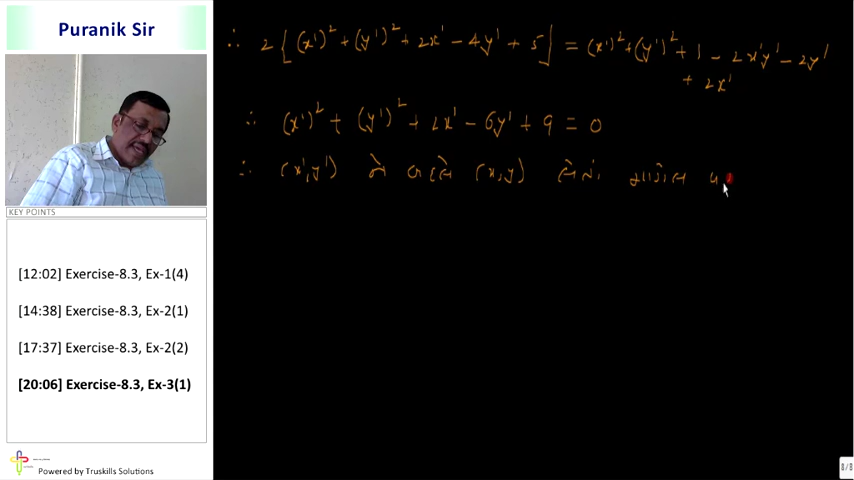 Puranik Sir
∴ 2{(x')² + (y')² + 2x' - 4y' + 5} = (x')² + (y')² + 1 - 2x'y' - 2y'
+ 2x'
∴ (x')² + (y')² + 2x' - 6y' + 9 = 0
∴ (x',y') ને બદલે (x,y) લેતાં
KEY POINTS
[12:02] Exercise-8.3, Ex-1(4)
[14:38] Exercise-8.3, Ex-2(1)
[17:37] Exercise-8.3, Ex-2(2)
[20:06] Exercise-8.3, Ex-3(1)
Powered by Truskills Solutions
8/8